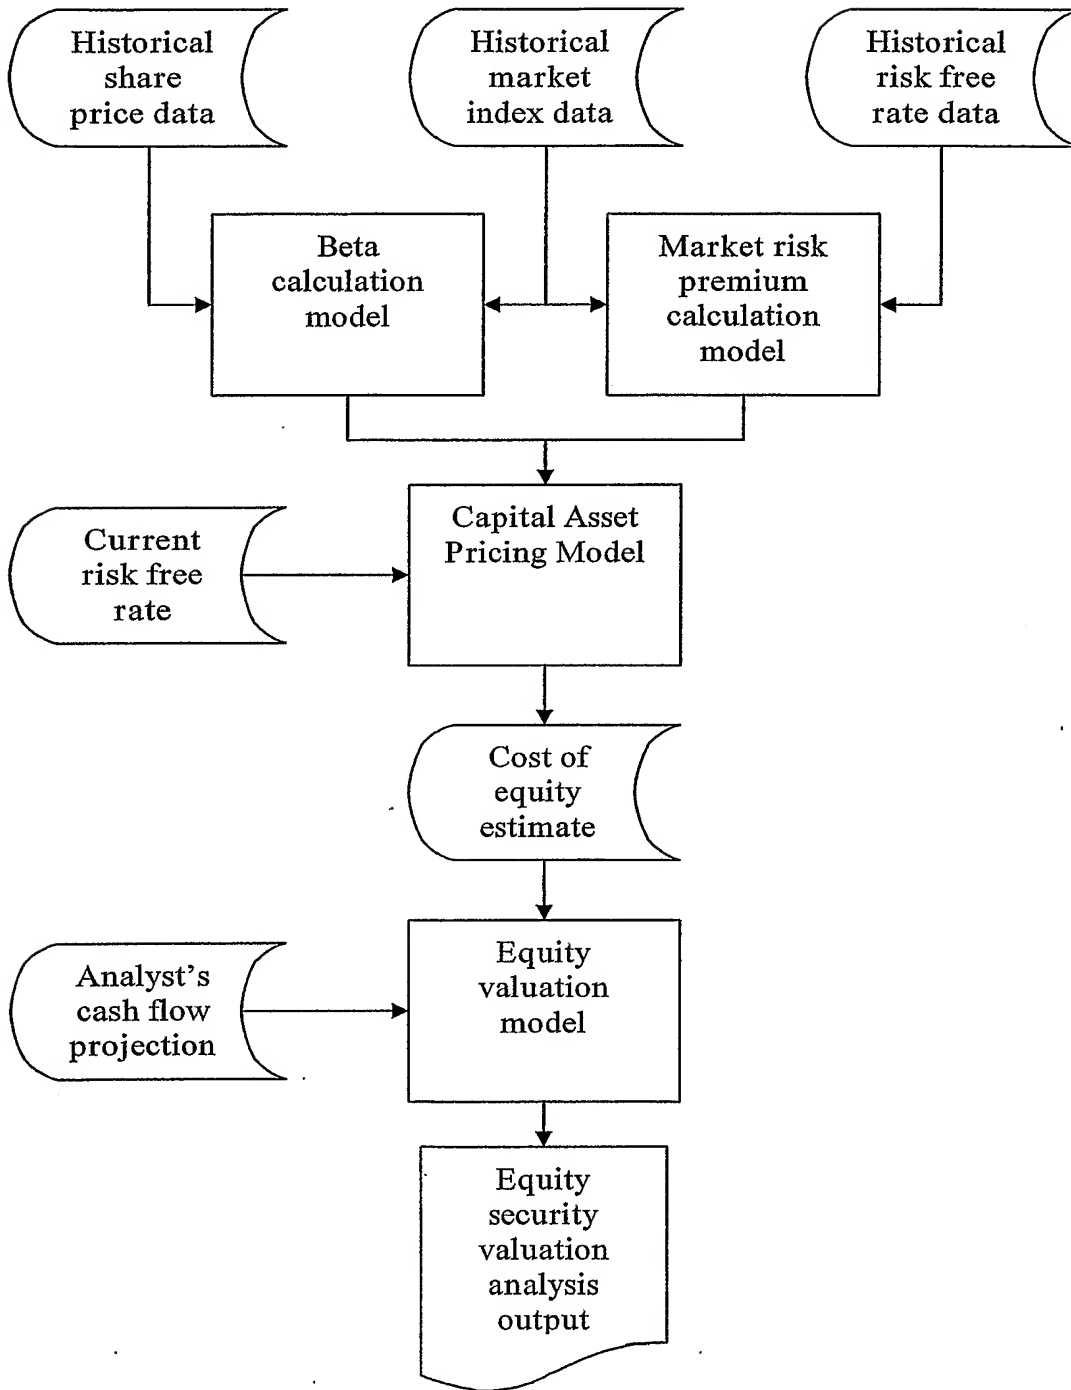 Historical
share
price data
Historical
market
index data
Historical
risk free
rate data
Beta
calculation
model
Market risk
premium
calculation
model
Capital Asset
Pricing Model
Current
risk free
rate
Cost of
equity
estimate
Equity
valuation
model
Analyst's
cash flow
projection
Equity
security
valuation
analysis
output